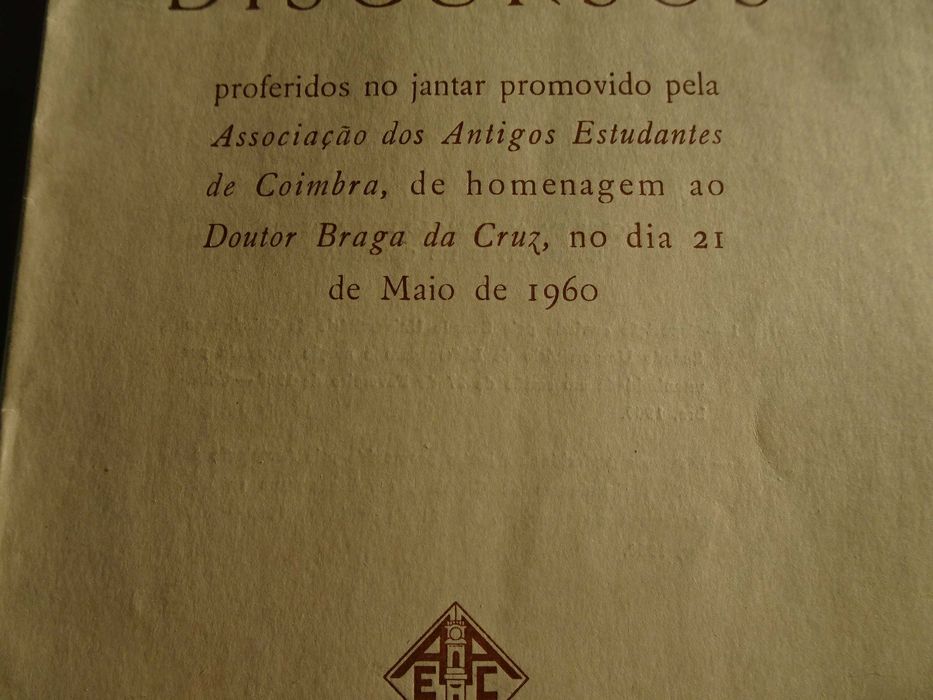 DISCURSOS
proferidos no jantar promovido pela
Associação dos Antigos Estudantes
de Coimbra, de homenagem ao
Doutor Braga da Cruz, no dia 21
de Maio de 1960
A A
E C